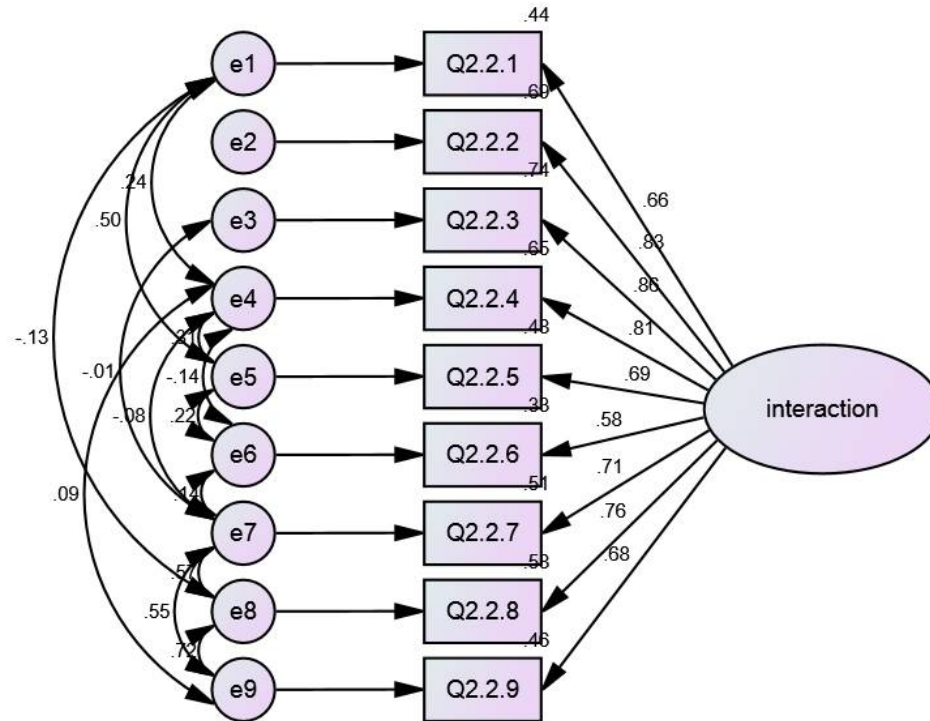 .44
e1
Q2.2.1
.69
e2
Q2.2.2
.74
.24
.66
.50
e3
Q2.2.3
.83
.65
.86
e4
Q2.2.4
.81
.48
-.13
.31
-.01
-.14
e5
Q2.2.5
.69
interaction
.33
-.08
.22
.58
e6
Q2.2.6
.71
.51
.09
.14
.76
e7
Q2.2.7
.68
.58
.57
.55
e8
Q2.2.8
.46
.72
e9
Q2.2.9